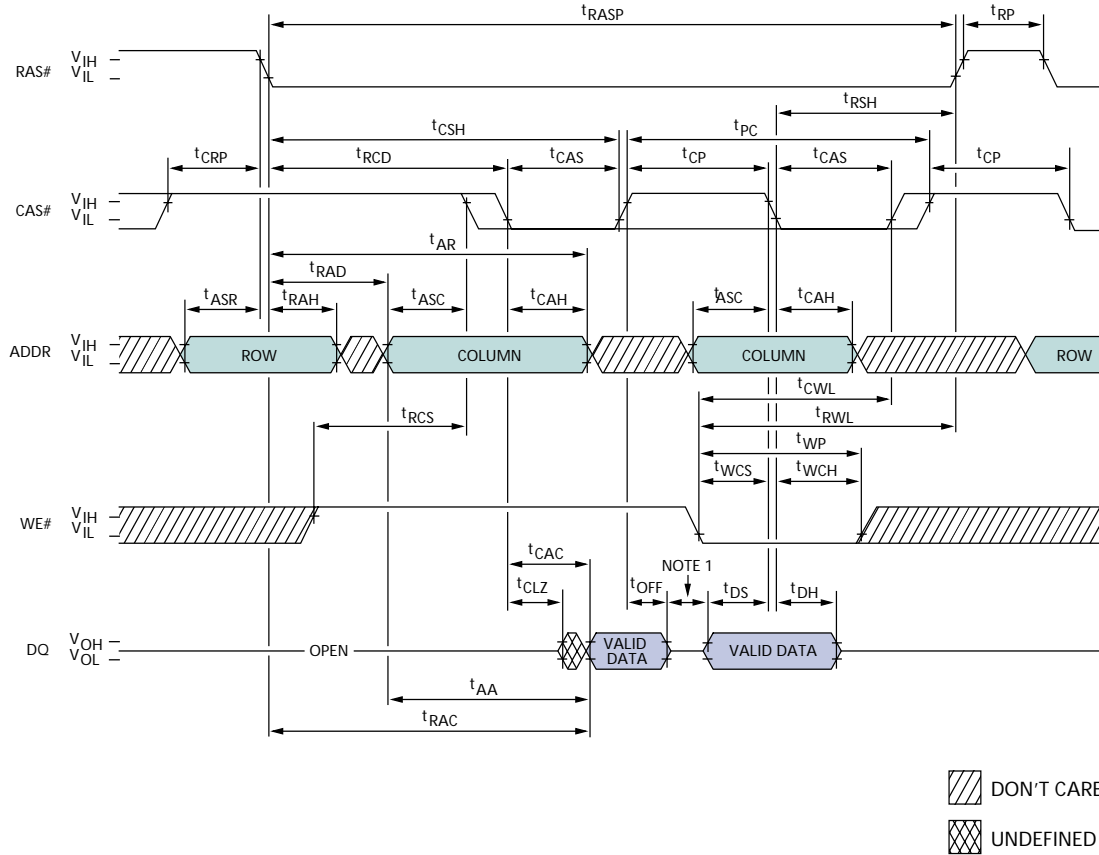 tRASP
tRP
RAS#
VIH
VIL
tRSH
tCSH
tPC
tCRP
tRCD
tCAS
tCP
tCAS
tCP
CAS#
VIH
VIL
tAR
tRAD
tASR
tRAH
tASC
tCAH
tASC
tCAH
ADDR
VIH
VIL
ROW
COLUMN
COLUMN
ROW
tCWL
tRCS
tRWL
tWP
tWCS
tWCH
WE#
VIH
VIL
tCAC
NOTE 1
tCLZ
tOFF
tDS
tDH
DQ
VOH
VOL
OPEN
VALID
DATA
VALID DATA
tAA
tRAC
DON'T CARE
UNDEFINED